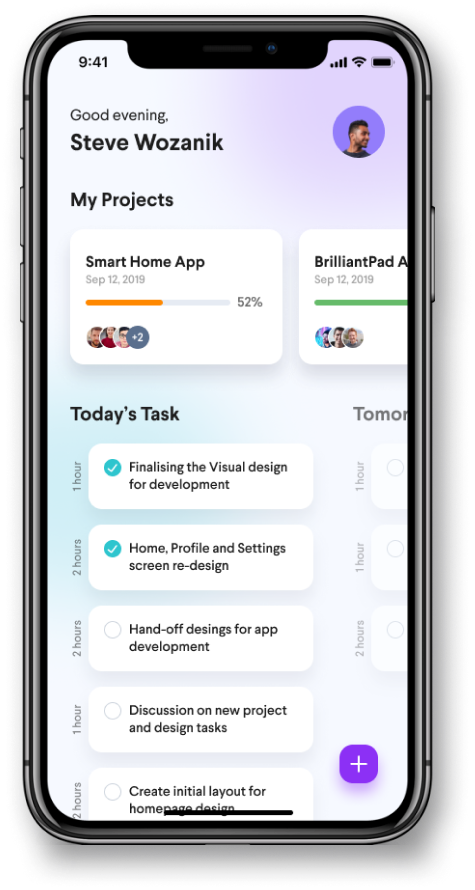 9:41
Good evening,
Steve Wozanik
My Projects
Smart Home App
Sep 12, 2019
52%
+2
BrilliantPad A
Sep 12, 2019
Today's Task
Tomor
1 hour
Finalising the Visual design
for development
1 hour
2 hours
Home, Profile and Settings
screen re-design
1 hour
2 hours
Hand-off desings for app
development
2 hours
1 hour
Discussion on new project
and design tasks
2 hours
Create initial layout for
homepage design